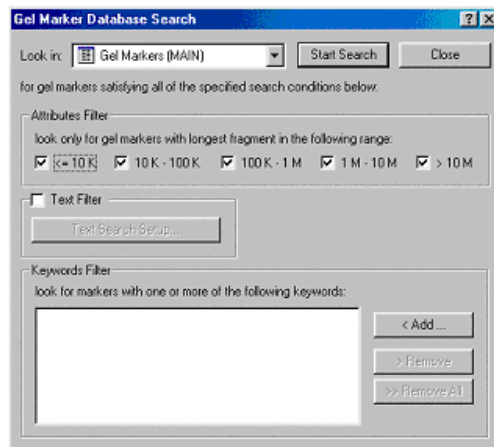 Gel Marker Database Search
Look in: Gel Markers (MAIN) Start Search Close
for gel markers satisfying all of the specified search conditions below:
Attributes Filter
look only for gel markers with longest fragment in the following range:
<= 10 K 10 K - 100 K 100 K - 1 M 1 M - 10 M > 10 M
Text Filter
Text Search Setup...
Keywords Filter
look for markers with one or more of the following keywords:
< Add ...
> Remove
>> Remove All